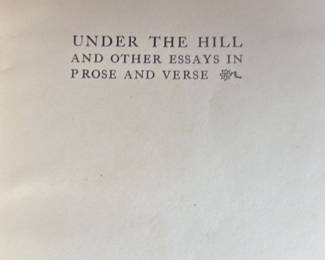 UNDER THE HILL
AND OTHER ESSAYS IN
PROSE AND VERSE